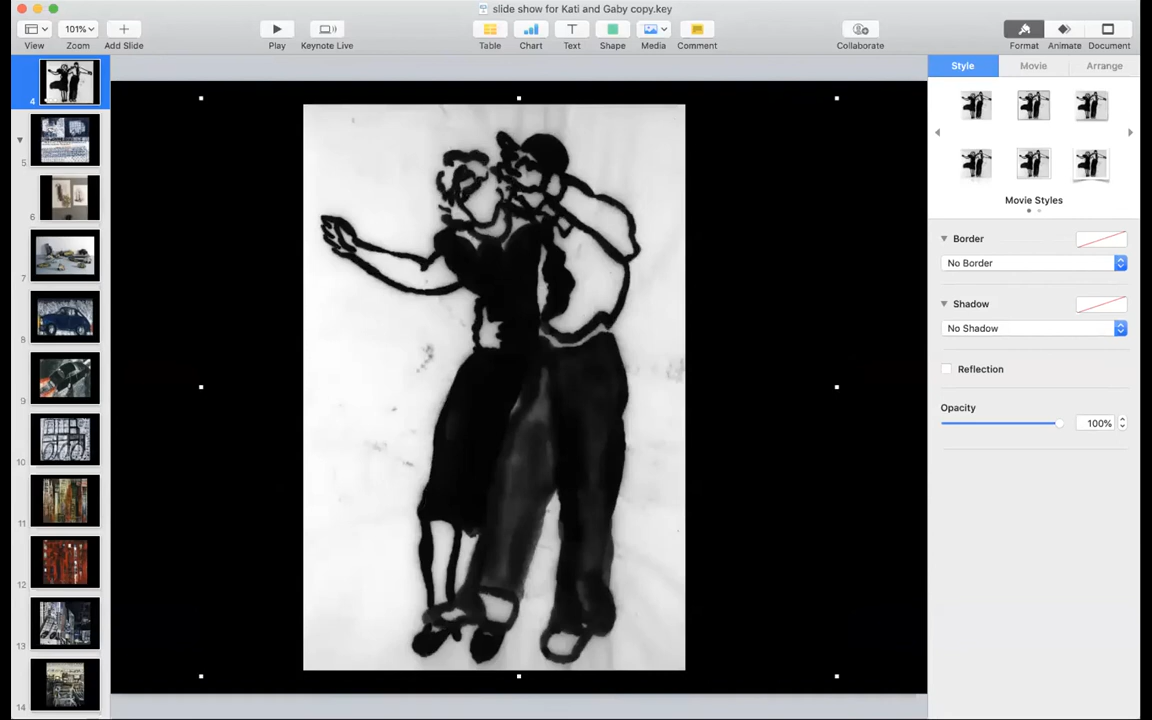 slide show for Kati and Gaby copy.key
101%
View
Zoom
Add Slide
Play
Keynote Live
Table
Chart
Text
Shape
Media
Comment
Collaborate
Format
Animate
Document
Style
Movie
Arrange
Movie Styles
Border
No Border
Shadow
No Shadow
Reflection
Opacity
100%
4
5
6
7
8
9
10
11
12
13
14